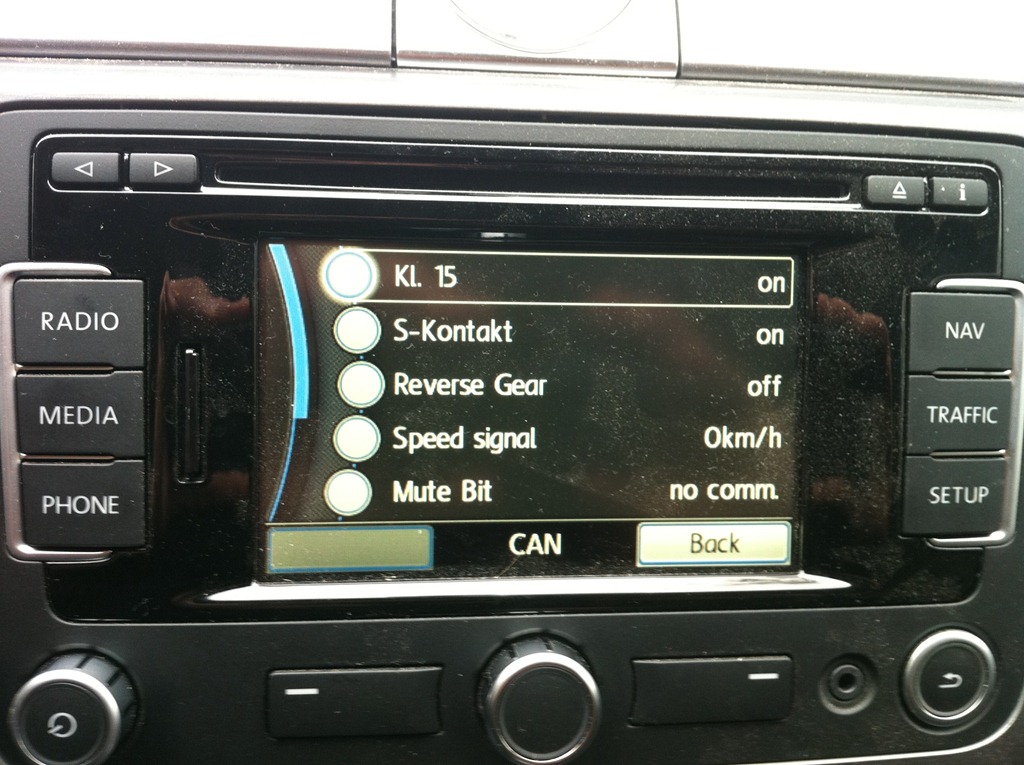 i
RADIO
MEDIA
PHONE
Kl. 15 on
S-Kontakt on
Reverse Gear off
Speed signal 0km/h
Mute Bit no comm.
CAN Back
NAV
TRAFFIC
SETUP